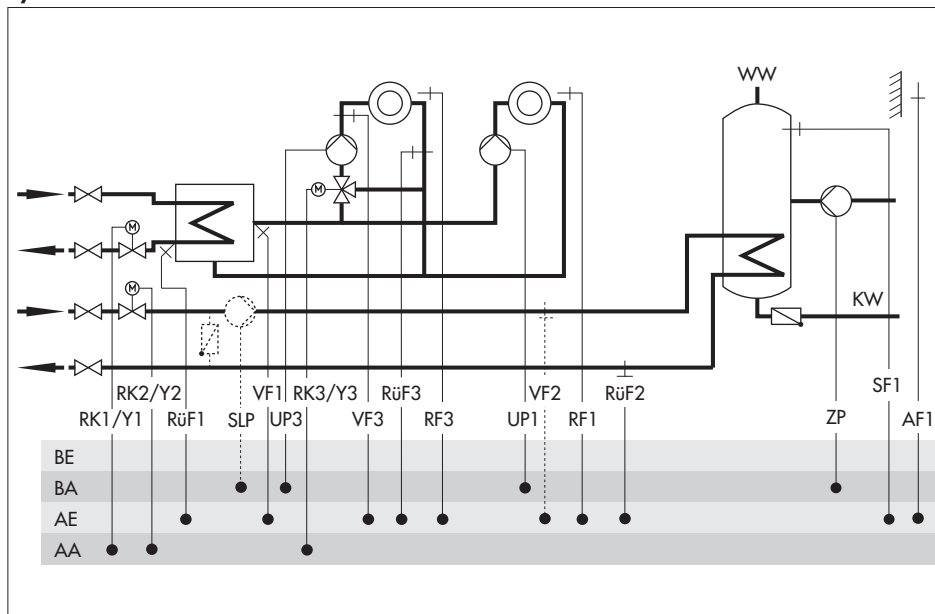 WW
M
M
M
KW
RK2/Y2 VF1 RK3/Y3 RüF3 VF2 RüF2 SF1
RK1/Y1 RüF1 SLP UP3 VF3 RF3 UP1 RF1 ZP AF1
BE
BA
AE
AA